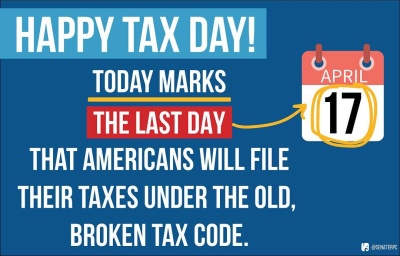 HAPPY TAX DAY!
TODAY MARKS
THE LAST DAY
APRIL
17
THAT AMERICANS WILL FILE
THEIR TAXES UNDER THE OLD,
BROKEN TAX CODE.
@SENATERPC